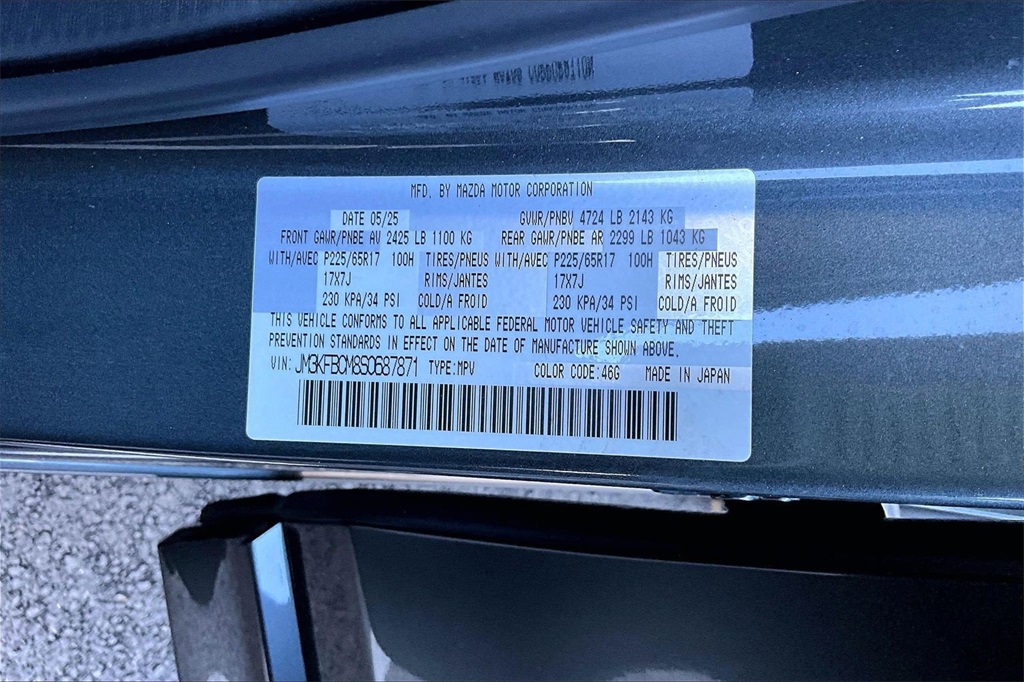 MFD. BY MAZDA MOTOR CORPORATION
DATE 05/25 GVWR/PNBV 4724 LB 2143 KG
FRONT GAWR/PNBE AV 2425 LB 1100 KG REAR GAWR/PNBE AR 2299 LB 1043 KG
WITH/AVEC P225/65R17 100H TIRES/PNEUS WITH/AVEC P225/65R17 100H TIRES/PNEUS
17X7J RIMS/JANTES 17X7J RIMS/JANTES
230 KPA/34 PSI COLD/A FROID 230 KPA/34 PSI COLD/A FROID
THIS VEHICLE CONFORMS TO ALL APPLICABLE FEDERAL MOTOR VEHICLE SAFETY AND THEFT
PREVENTION STANDARDS IN EFFECT ON THE DATE OF MANUFACTURE SHOWN ABOVE.
VIN: JM3KFBCM8S0687871 TYPE:MPV COLOR CODE:46G MADE IN JAPAN